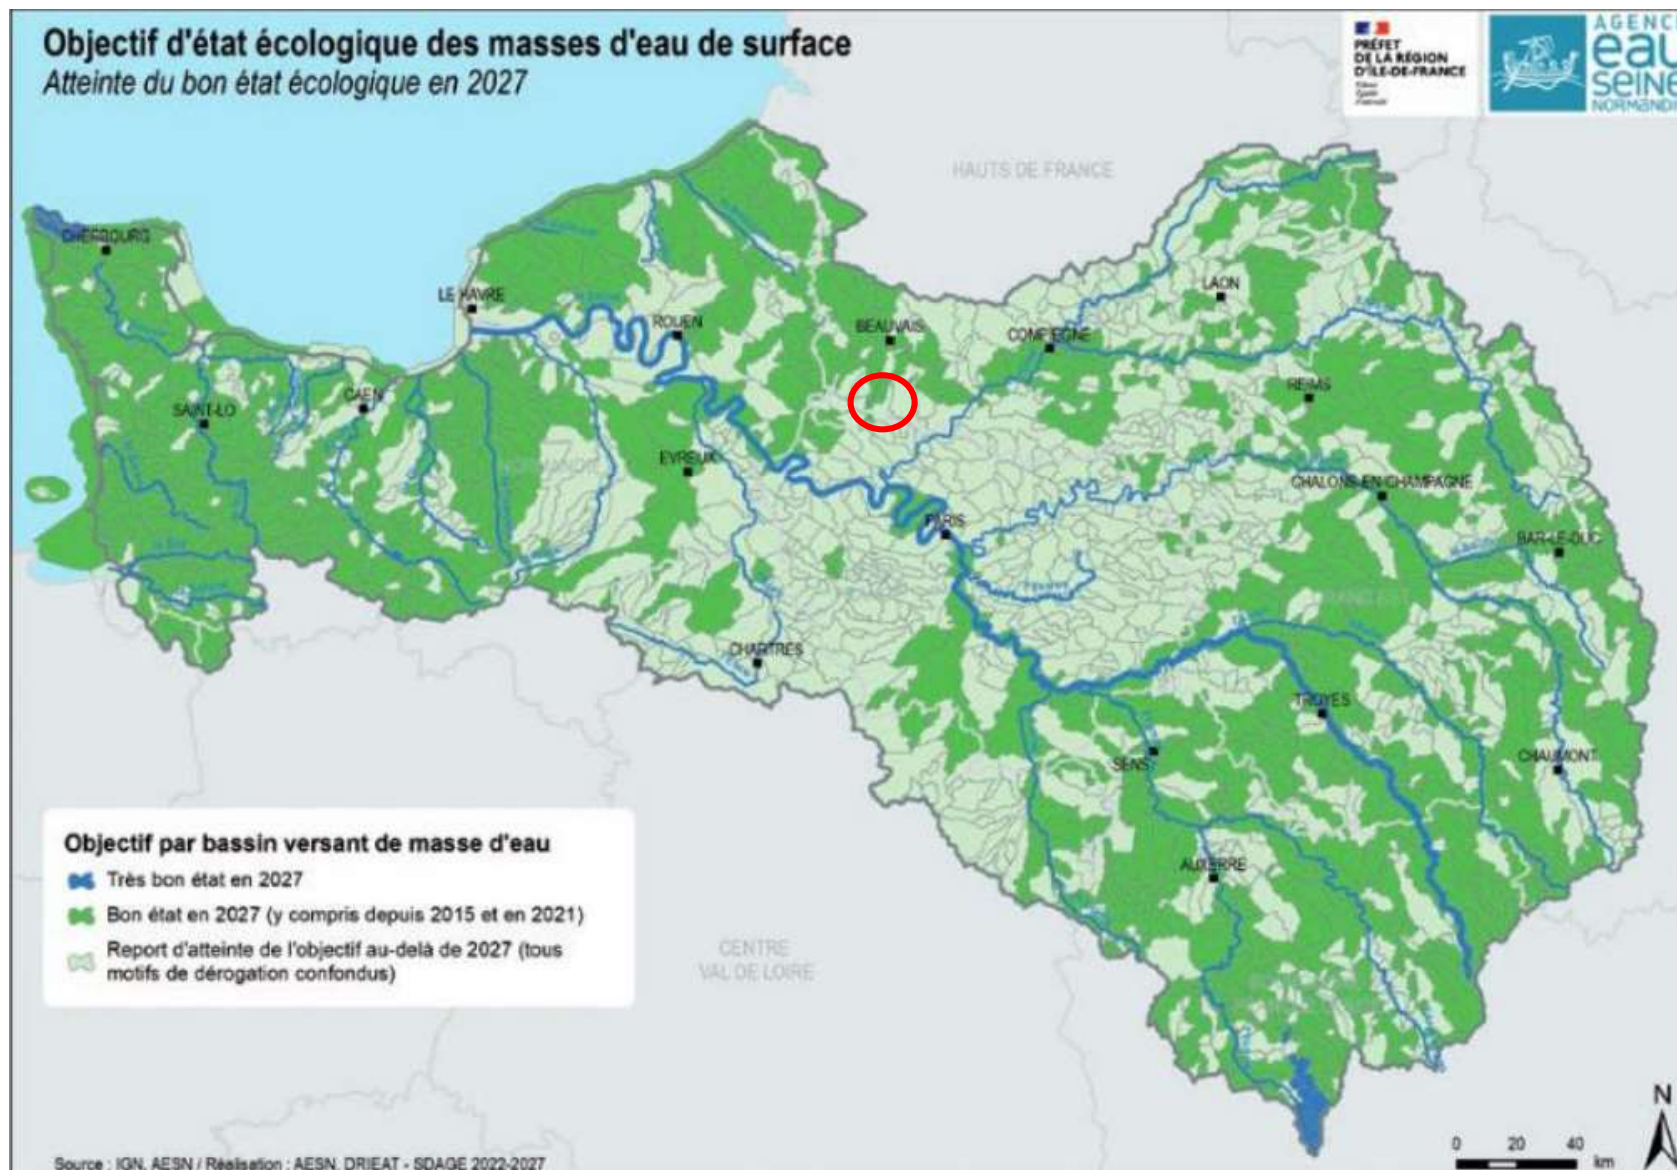 Objectif d'état écologique des masses d'eau de surface
Atteinte du bon état écologique en 2027
PRÉFET
DE LA RÉGION
D'ÎLE-DE-FRANCE
AGENCE
eau
SEINE
NORMANDIE
HAUTS DE FRANCE
CHERBOURG
LE HAVRE
ROUEN
BEAUVAIS
COMPIEGNE
LAON
REIMS
SAINT-LO
CAEN
EVREUX
NORMANDIE
CHALONS-EN-CHAMPAGNE
PARIS
BAR-LE-DUC
GRAND EST
CHARTRES
TROYES
SENS
CHAUMONT
AUXERRE
CENTRE
VAL DE LOIRE
Objectif par bassin versant de masse d'eau
Très bon état en 2027
Bon état en 2027 (y compris depuis 2015 et en 2021)
Report d'atteinte de l'objectif au-delà de 2027 (tous
motifs de dérogation confondus)
N
0 20 40
km
Source : IGN, AESN / Réalisation : AESN, DRIEAT - SDAGE 2022-2027